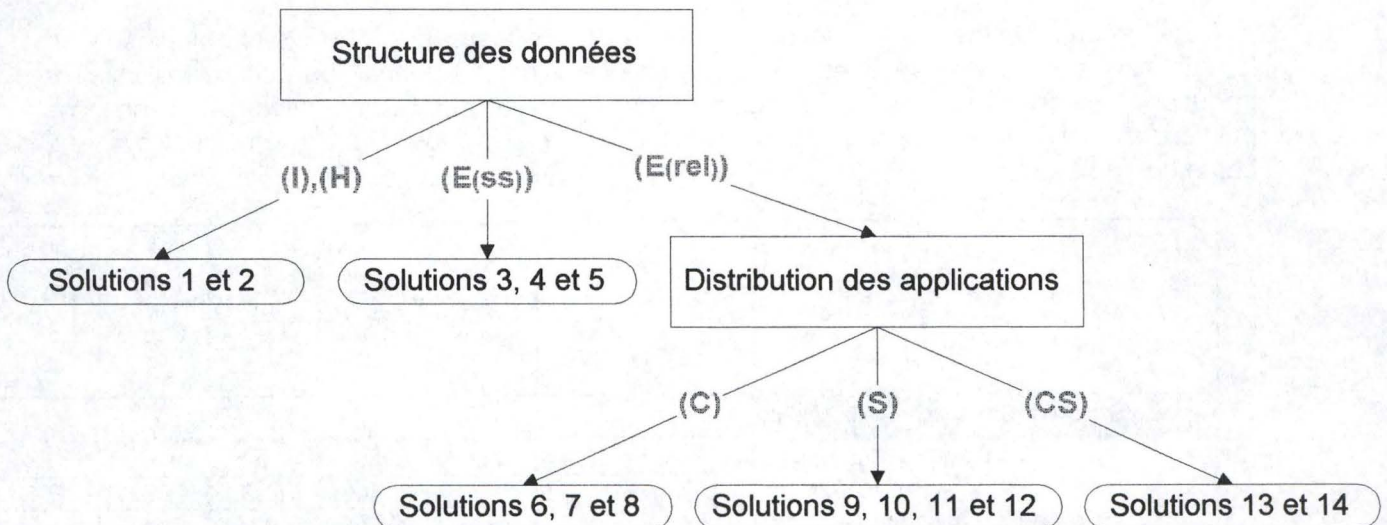 Structure des données
(I),(H)
(E(ss))
(E(rel))
Solutions 1 et 2
Solutions 3, 4 et 5
Distribution des applications
(C)
(S)
(CS)
Solutions 6, 7 et 8
Solutions 9, 10, 11 et 12
Solutions 13 et 14